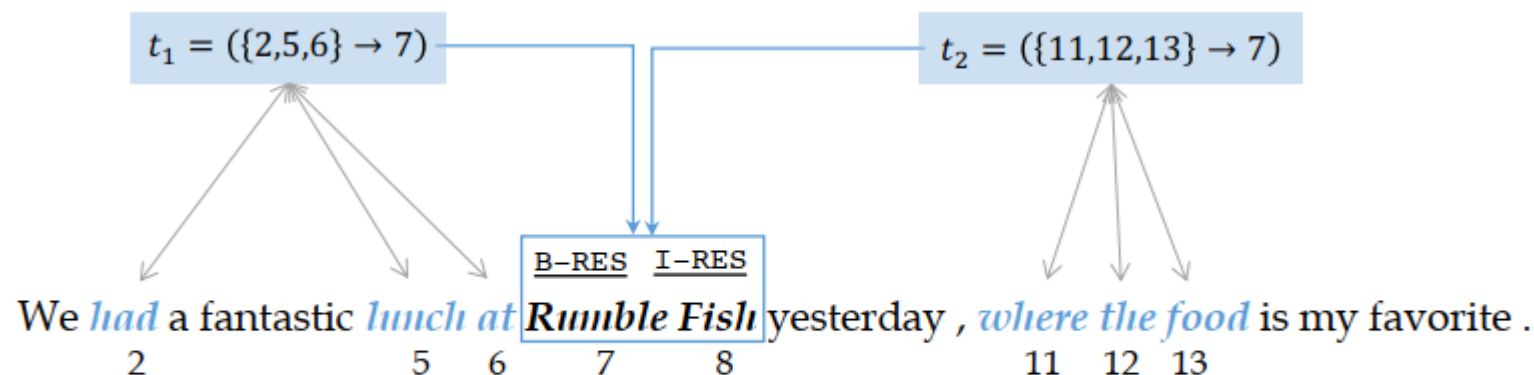 t₁ = ({2,5,6} → 7) t₂ = ({11,12,13} → 7)
B-RES I-RES
We had a fantastic lunch at Rumble Fish yesterday , where the food is my favorite .
2 5 6 7 8 11 12 13